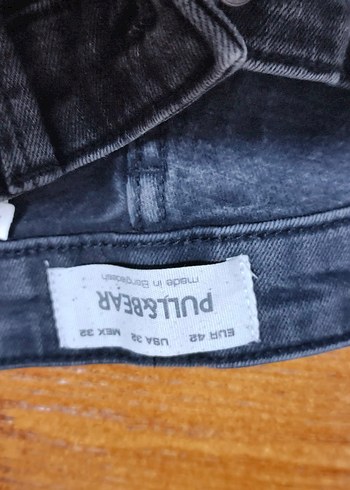 PULL&BEAR
made in Bangladesh
EUR 42 USA 32 MEX 32